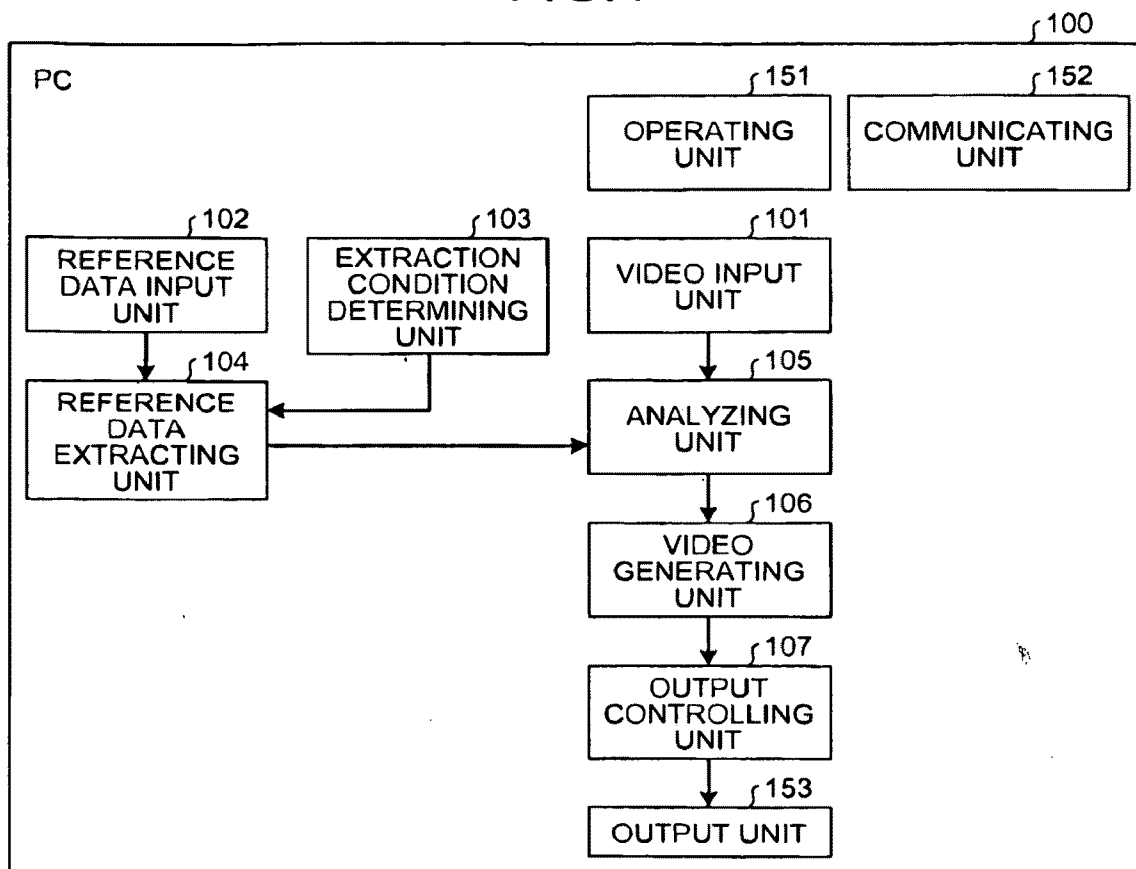 100
PC
151
152
OPERATING
UNIT
COMMUNICATING
UNIT
102
103
101
REFERENCE
DATA INPUT
UNIT
EXTRACTION
CONDITION
DETERMINING
UNIT
VIDEO INPUT
UNIT
104
105
REFERENCE
DATA
EXTRACTING
UNIT
ANALYZING
UNIT
106
VIDEO
GENERATING
UNIT
107
OUTPUT
CONTROLLING
UNIT
153
OUTPUT UNIT